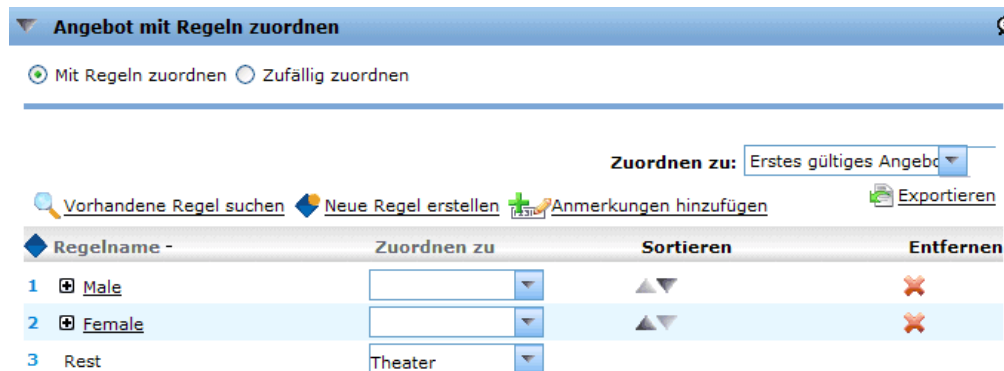 Angebot mit Regeln zuordnen
Mit Regeln zuordnen Zufällig zuordnen
Zuordnen zu: Erstes gültiges Angebo
Vorhandene Regel suchen Neue Regel erstellen Anmerkungen hinzufügen Exportieren
Regelname - Zuordnen zu Sortieren Entfernen
1 Male
2 Female
3 Rest Theater